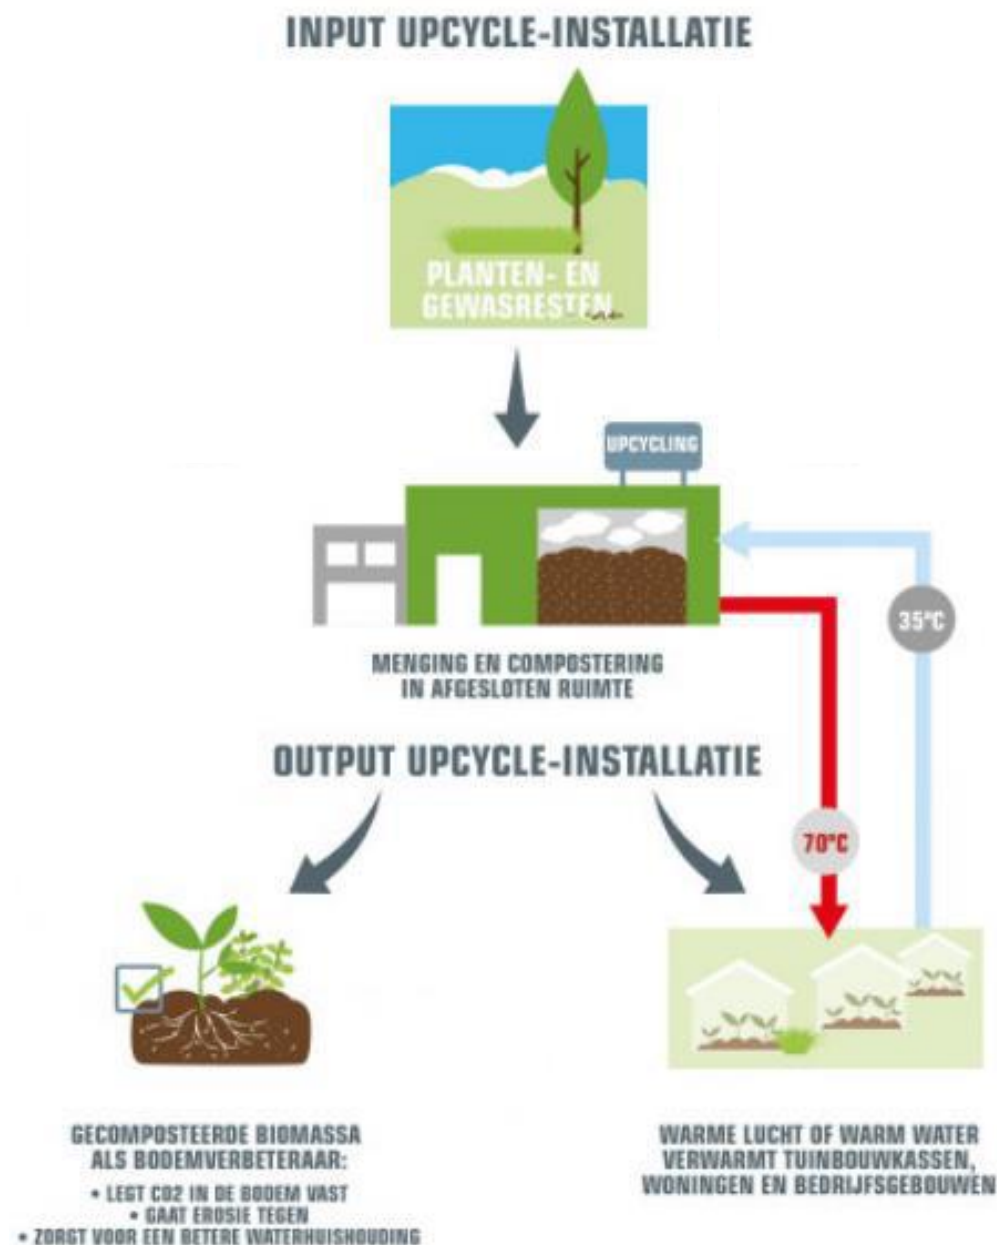 INPUT UPCYCLE-INSTALLATIE
PLANTEN- EN
GEWASRESTEN
UPCYCLING
35°C
MENGING EN COMPOSTERING
IN AFGESLOTEN RUIMTE
OUTPUT UPCYCLE-INSTALLATIE
70°C
GECOMPOSTEERDE BIOMASSA
ALS BODEMVERBETERAAR:
• LEGT CO2 IN DE BODEM VAST
• GAAT EROSIE TEGEN
• ZORGT VOOR EEN BETERE WATERHUISHOUDING
WARME LUCHT OF WARM WATER
VERWARMT TUINBOUWKASSEN,
WONINGEN EN BEDRIJFSGEBOUWEN